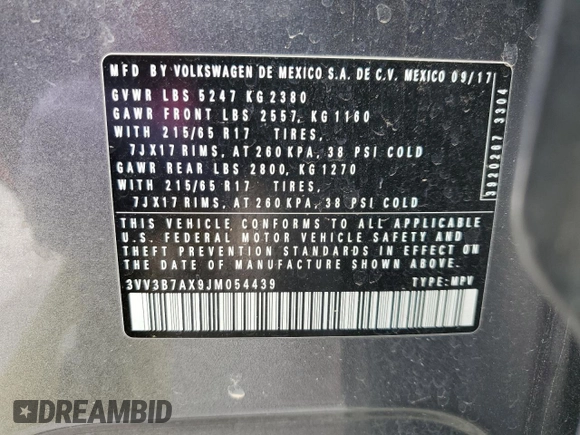 MFD BY VOLKSWAGEN DE MEXICO S.A. DE C.V. MEXICO 09/17
GVWR LBS 5247 KG 2380
GAWR FRONT LBS 2557, KG 1160
WITH 215/65 R17 TIRES,
7JX17 RIMS, AT 260 KPA, 38 PSI COLD
GAWR REAR LBS 2800, KG 1270
WITH 215/65 R17 TIRES,
7JX17 RIMS, AT 260 KPA, 38 PSI COLD
THIS VEHICLE CONFORMS TO ALL APPLICABLE
U.S. FEDERAL MOTOR VEHICLE SAFETY AND
THEFT PREVENTION STANDARDS IN EFFECT ON
THE DATE OF MANUFACTURE SHOWN ABOVE
3VV3B7AX9JM054439 TYPE: MPV
3020207 3304
DREAMBID